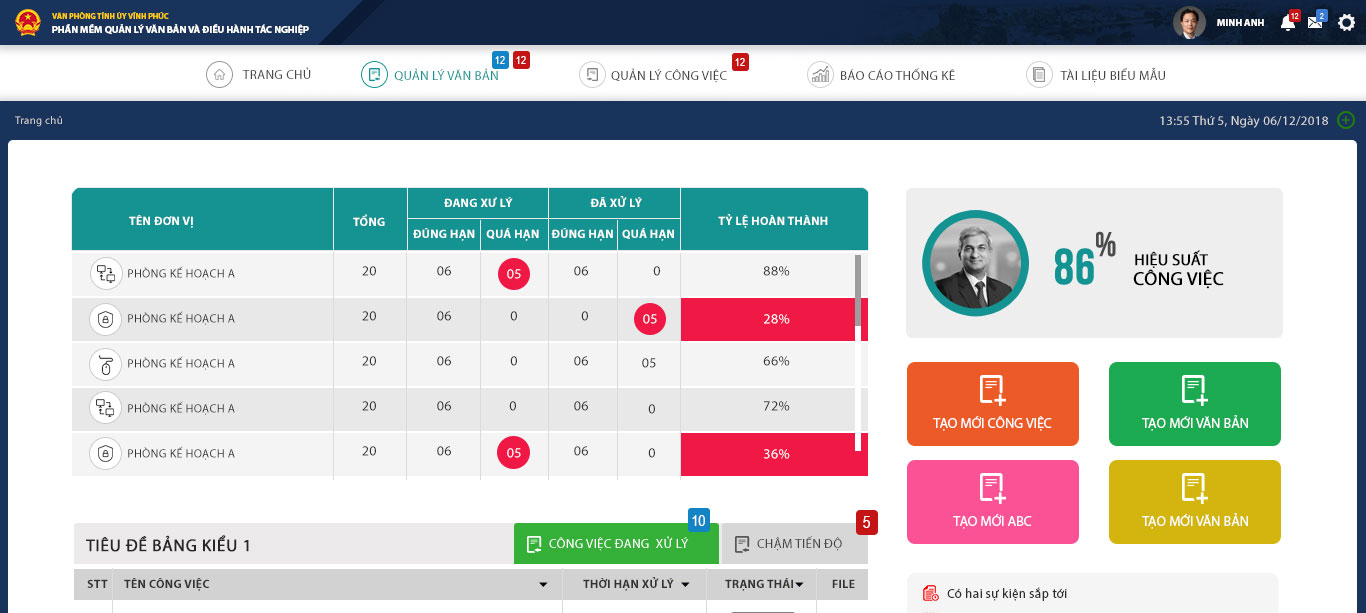 VĂN PHÒNG TỈNH ỦY VĨNH PHÚC
PHẦN MỀM QUẢN LÝ VĂN BẢN VÀ ĐIỀU HÀNH TÁC NGHIỆP
MINH ANH 12 2
TRANG CHỦ QUẢN LÝ VĂN BẢN 12 12 QUẢN LÝ CÔNG VIỆC 12 BÁO CÁO THỐNG KÊ TÀI LIỆU BIỂU MẪU
Trang chủ 13:55 Thứ 5, Ngày 06/12/2018
TÊN ĐƠN VỊ TỔNG ĐANG XƯ LÝ ĐÃ XỬ LÝ TỶ LỆ HOÀN THÀNH
ĐÚNG HẠN QUÁ HẠN ĐÚNG HẠN QUÁ HẠN
PHÒNG KẾ HOẠCH A 20 06 05 06 0 88%
PHÒNG KẾ HOẠCH A 20 06 0 0 05 28%
PHÒNG KẾ HOẠCH A 20 06 0 06 05 66%
PHÒNG KẾ HOẠCH A 20 06 0 06 0 72%
PHÒNG KẾ HOẠCH A 20 06 05 06 0 36%
86% HIỆU SUẤT
CÔNG VIỆC
TẠO MỚI CÔNG VIỆC TẠO MỚI VĂN BẢN
TẠO MỚI ABC TẠO MỚI VĂN BẢN
TIÊU ĐỀ BẢNG KIỂU 1 CÔNG VIỆC ĐANG XỬ LÝ 10 CHẬM TIẾN ĐỘ 5
STT TÊN CÔNG VIỆC THỜI HẠN XỬ LÝ TRẠNG THÁI FILE
Có hai sự kiện sắp tới